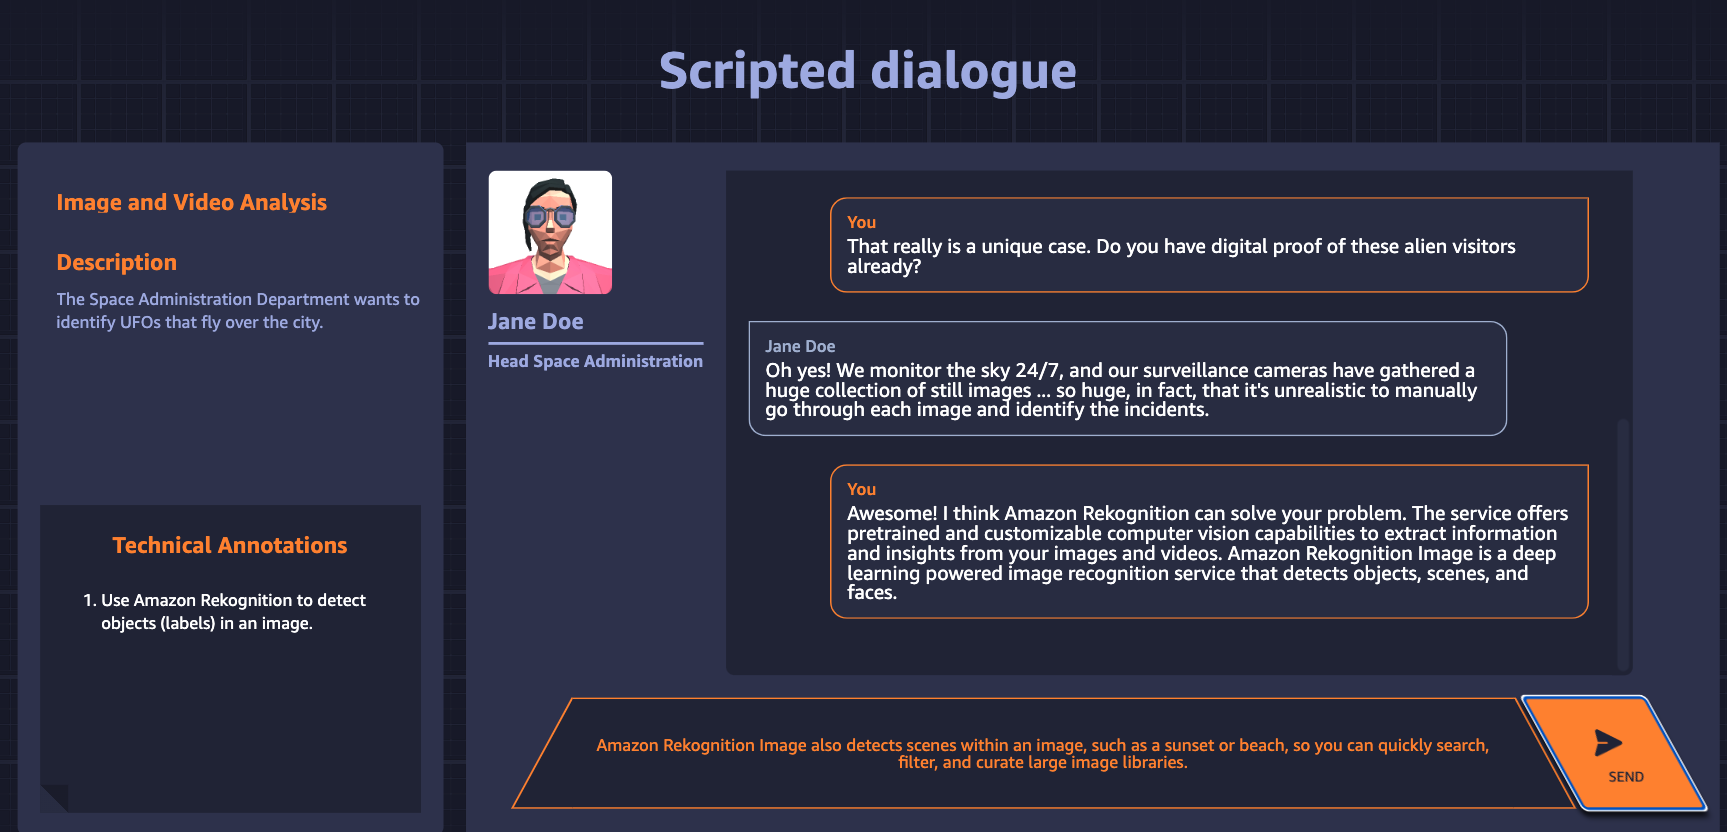 Scripted dialogue
Image and Video Analysis
Description
The Space Administration Department wants to
identify UFOs that fly over the city.
Technical Annotations
1. Use Amazon Rekognition to detect
objects (labels) in an image.
Jane Doe
Head Space Administration
You
That really is a unique case. Do you have digital proof of these alien visitors
already?
Jane Doe
Oh yes! We monitor the sky 24/7, and our surveillance cameras have gathered a
huge collection of still images ... so huge, in fact, that it's unrealistic to manually
go through each image and identify the incidents.
You
Awesome! I think Amazon Rekognition can solve your problem. The service offers
pretrained and customizable computer vision capabilities to extract information
and insights from your images and videos. Amazon Rekognition Image is a deep
learning powered image recognition service that detects objects, scenes, and
faces.
Amazon Rekognition Image also detects scenes within an image, such as a sunset or beach, so you can quickly search,
filter, and curate large image libraries.
SEND